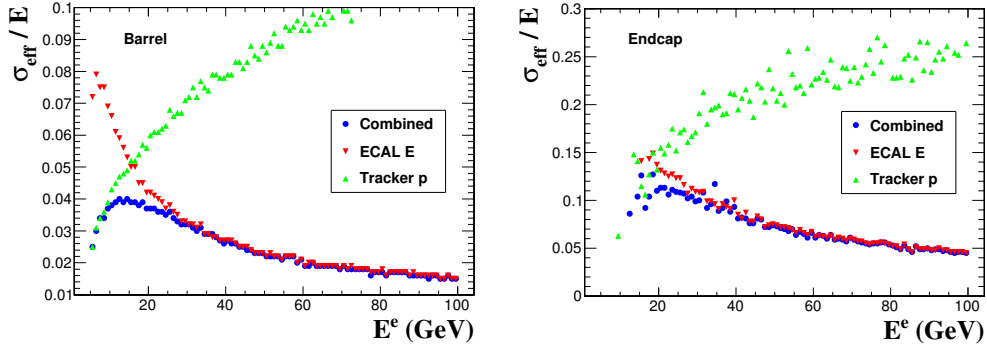 σeff / E
0.1
0.09
0.08
0.07
0.06
0.05
0.04
0.03
0.02
0.01
Barrel
Combined
ECAL E
Tracker p
20 40 60 80 100
E^e (GeV)
σeff / E
0.3
0.25
0.2
0.15
0.1
0.05
0
Endcap
Combined
ECAL E
Tracker p
20 40 60 80 100
E^e (GeV)